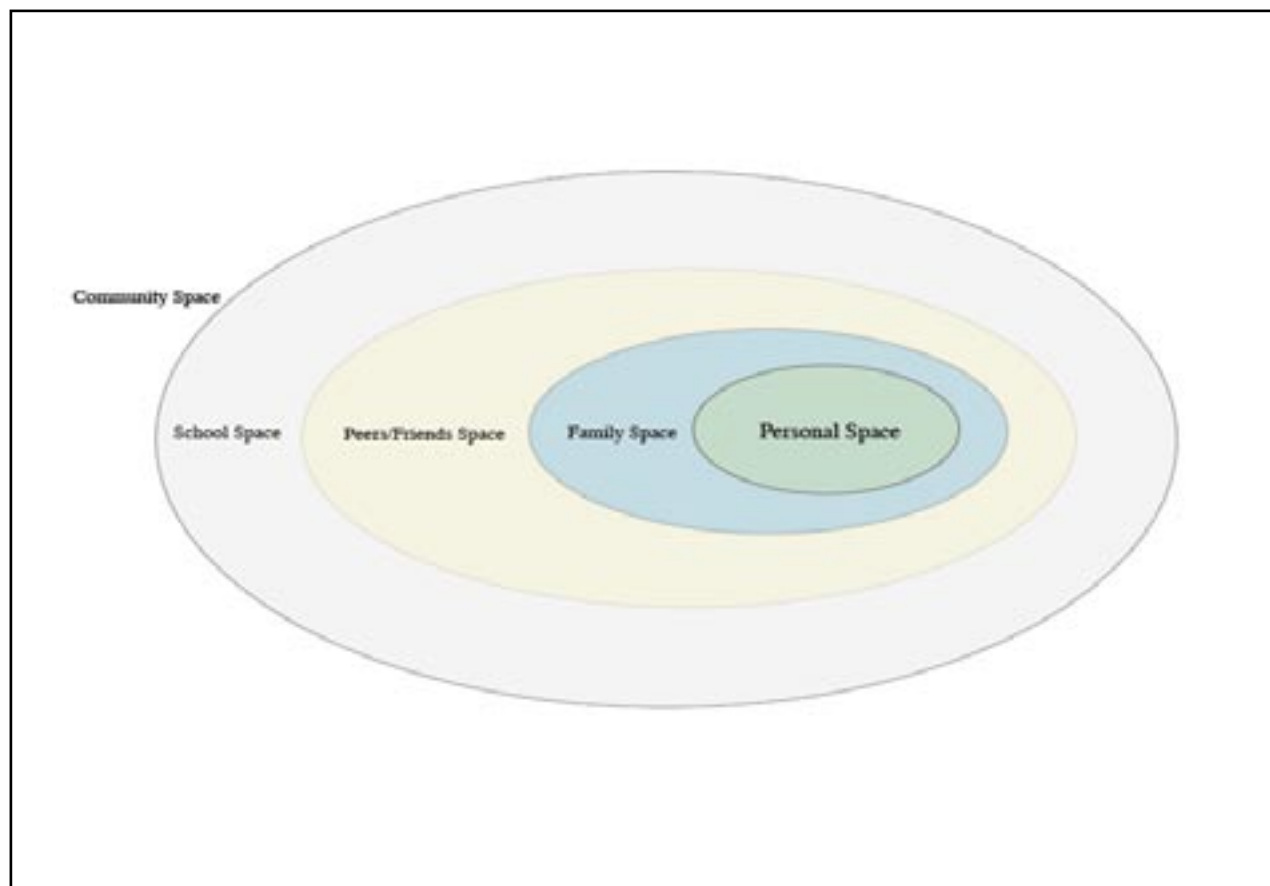 Community Space
School Space
Peers/Friends Space
Family Space
Personal Space